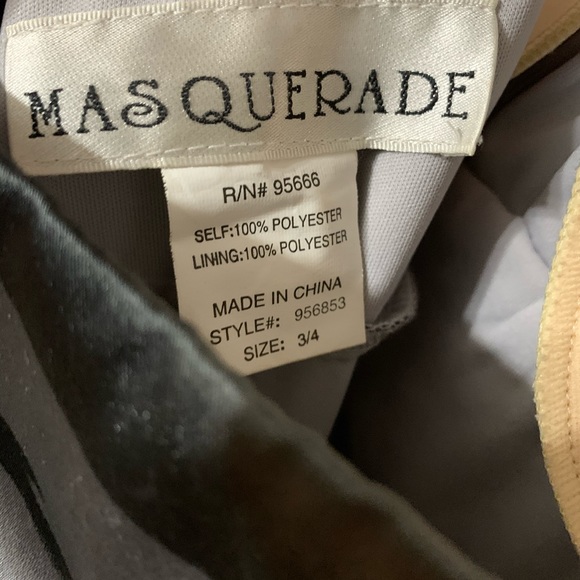 MASQUERADE
R/N# 95666
SELF:100% POLYESTER
LINING:100% POLYESTER
MADE IN CHINA
STYLE#: 956853
SIZE: 3/4